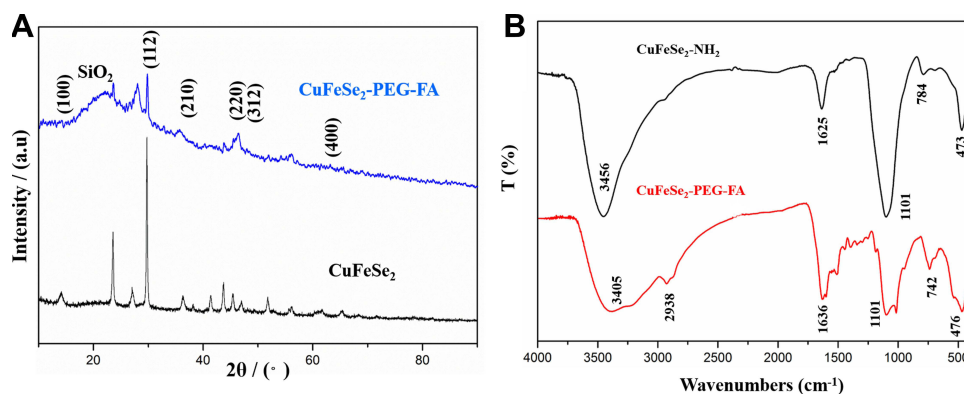 A
(100)
SiO2
(112)
(210)
(220)
(312)
(400)
CuFeSe2-PEG-FA
CuFeSe2
Intensity / (a.u)
20
40
60
80
2θ / (°)
B
CuFeSe2-NH2
3456
1625
1101
784
473
CuFeSe2-PEG-FA
3405
2938
1636
1101
742
476
T (%)
4000
3500
3000
2500
2000
1500
1000
500
Wavenumbers (cm-1)